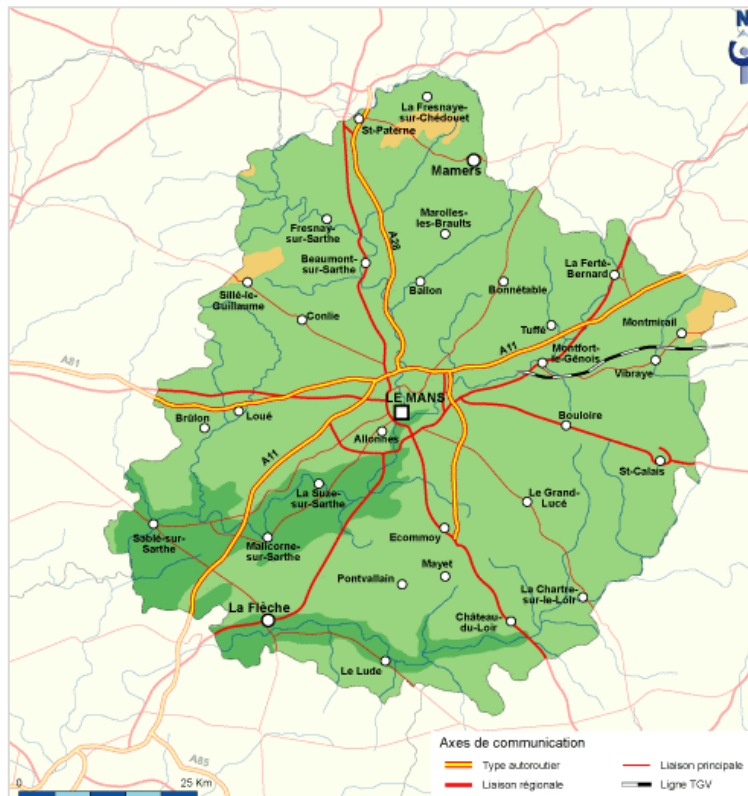 N
La Fresnaye-
sur-Chédouet
St-Paterne
Mamers
Fresnay-
sur-Sarthe
A28
Marolles-
les-Braults
Beaumont-
sur-Sarthe
La Ferté-
Bernard
Sillé-le-
Guillaume
Ballon
Bonnétable
Conlie
Tuffé
Montmirail
A11
Montfort-
le-Génois
A81
Vibraye
LE MANS
Brûlon
Loué
Bouloire
Allonnes
A11
St-Calais
La Suze-
sur-Sarthe
Le Grand-
Lucé
Sablé-sur-
Sarthe
Malicorne-
sur-Sarthe
Ecommoy
Mayet
Pontvallain
La Chartre-
sur-le-Loir
La Flèche
Château-
du-Loir
Le Lude
A85
0 25 Km
Axes de communication
Type autoroutier
Liaison principale
Liaison régionale
Ligne TGV